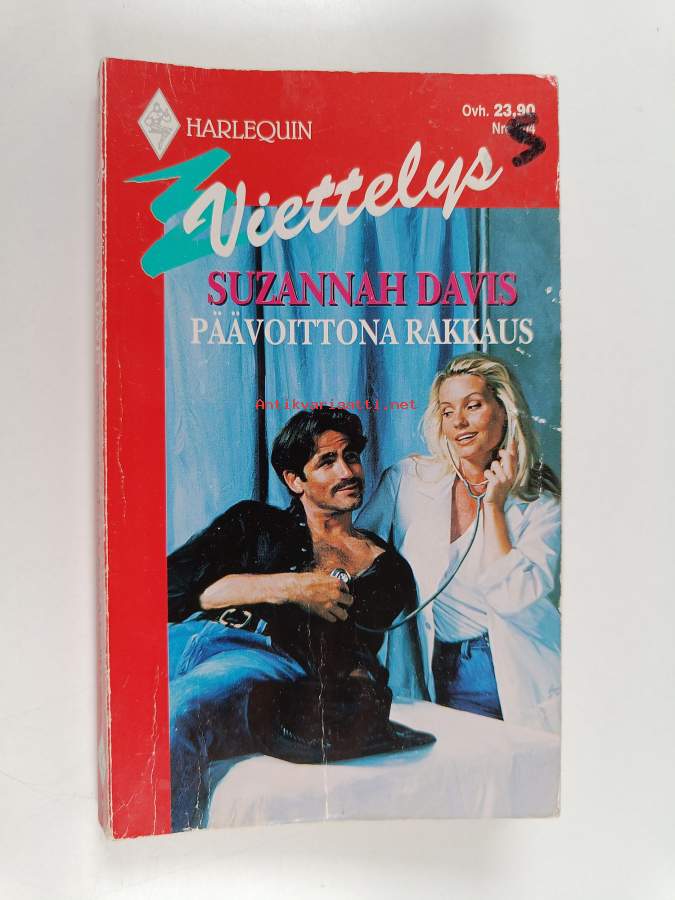 HARLEQUIN
Ovh. 23,90
Viettelys
S
SUZANNAH DAVIS
PÄÄVOITTONA RAKKAUS
Antikvariaatti.net